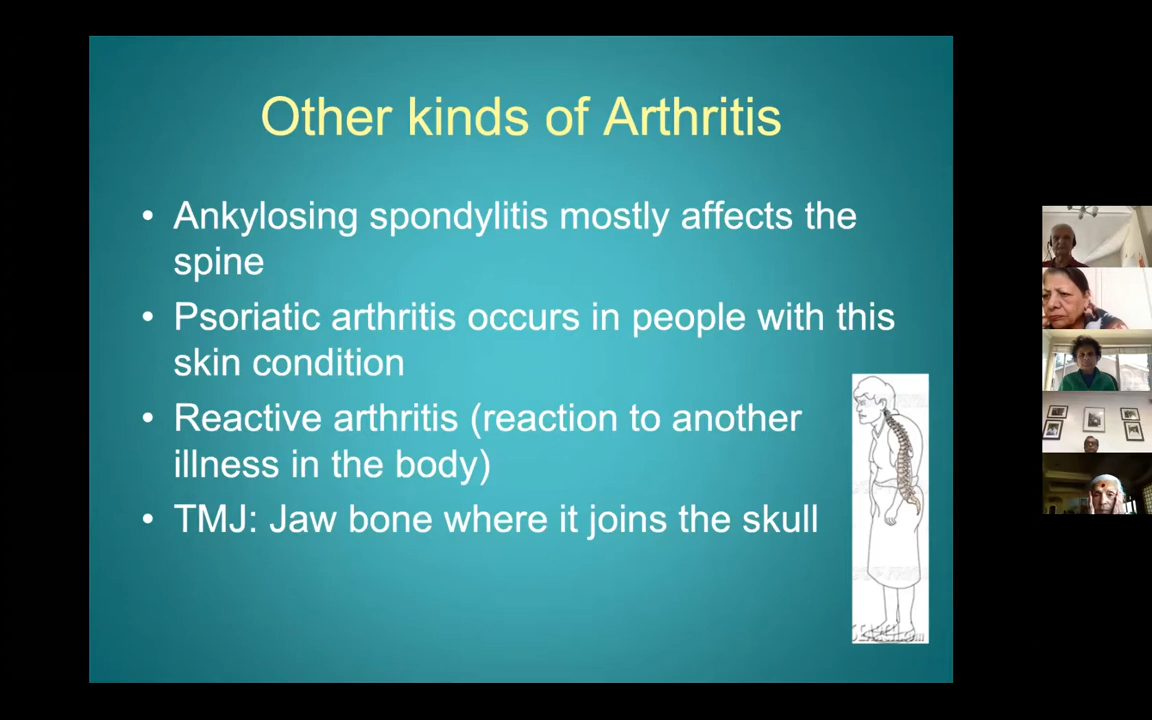 Other kinds of Arthritis
• Ankylosing spondylitis mostly affects the
spine
• Psoriatic arthritis occurs in people with this
skin condition
• Reactive arthritis (reaction to another
illness in the body)
• TMJ: Jaw bone where it joins the skull